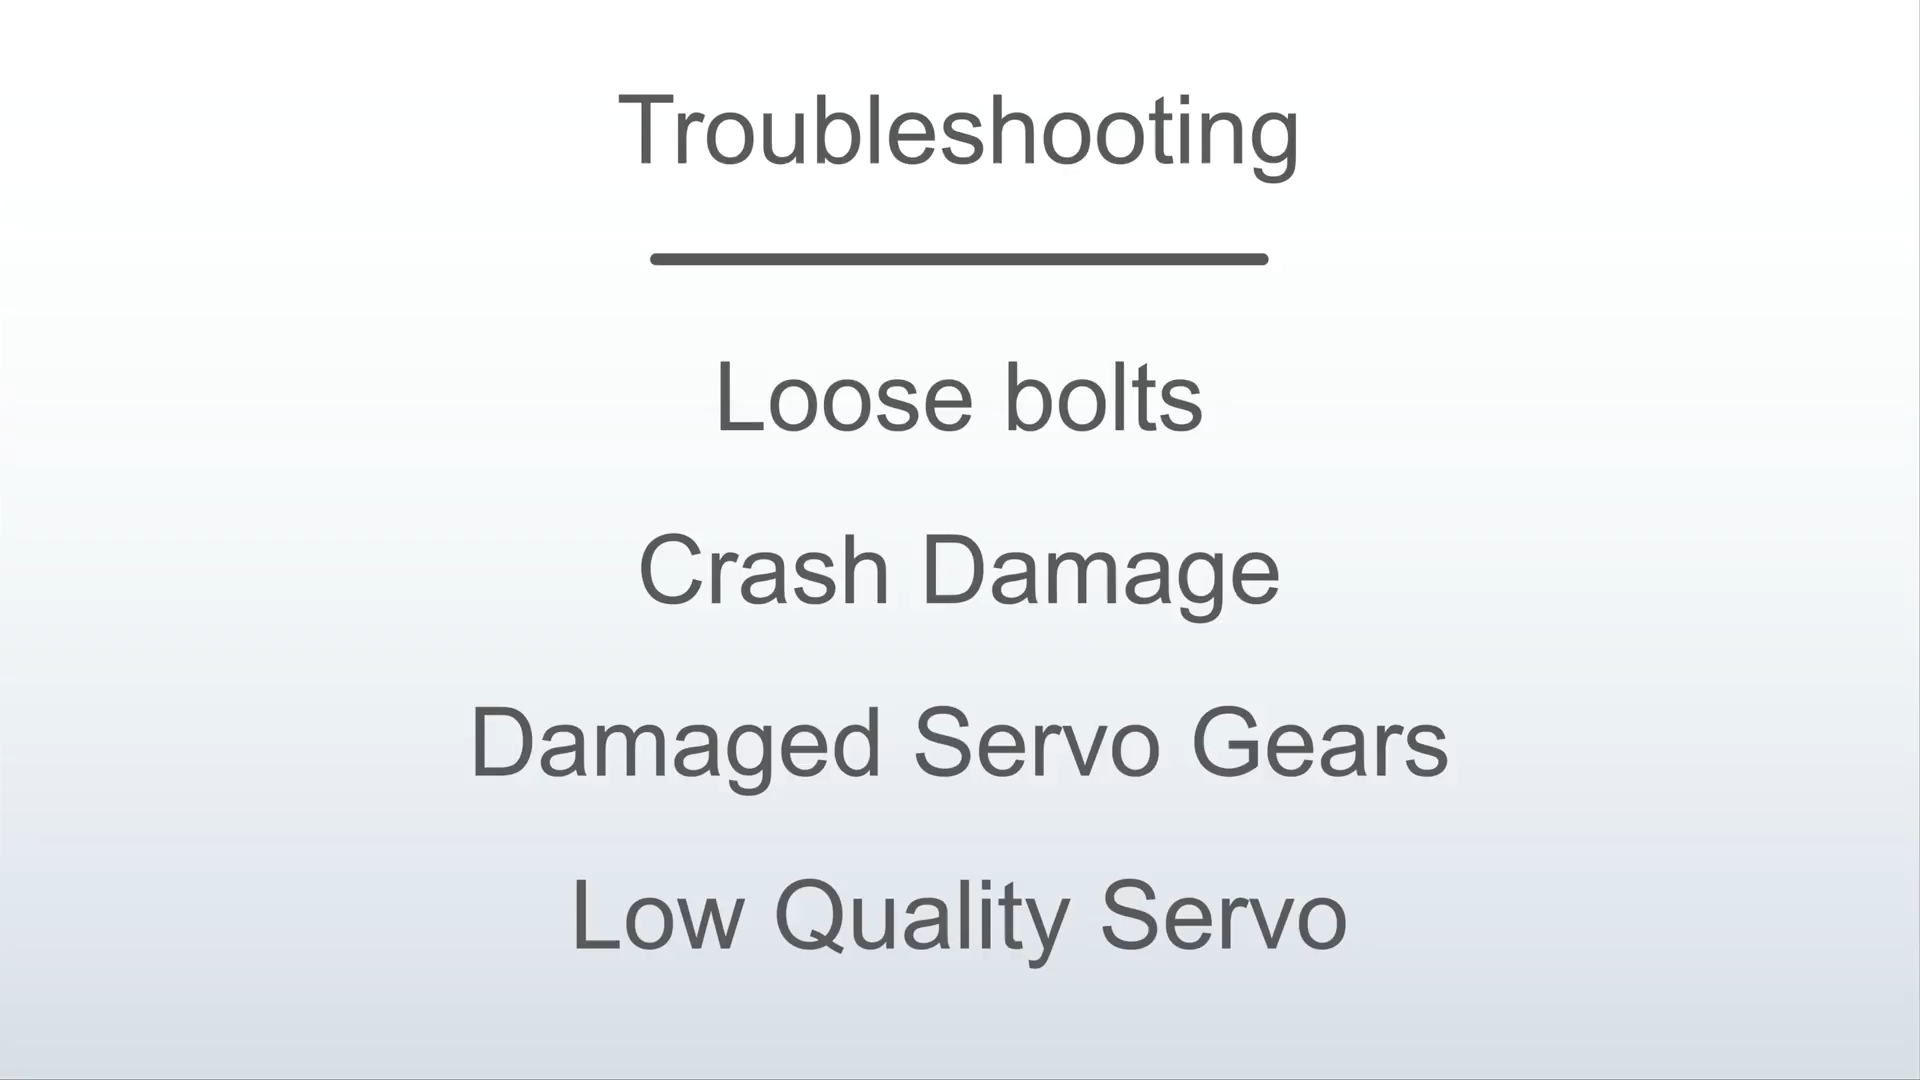 Troubleshooting
Loose bolts
Crash Damage
Damaged Servo Gears
Low Quality Servo